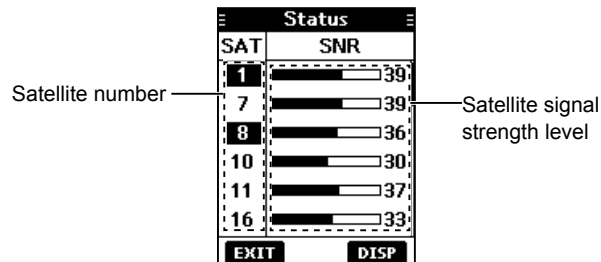 Status
SAT SNR
1 39
7 39
8 36
10 30
11 37
16 33
EXIT DISP
Satellite number
Satellite signal
strength level